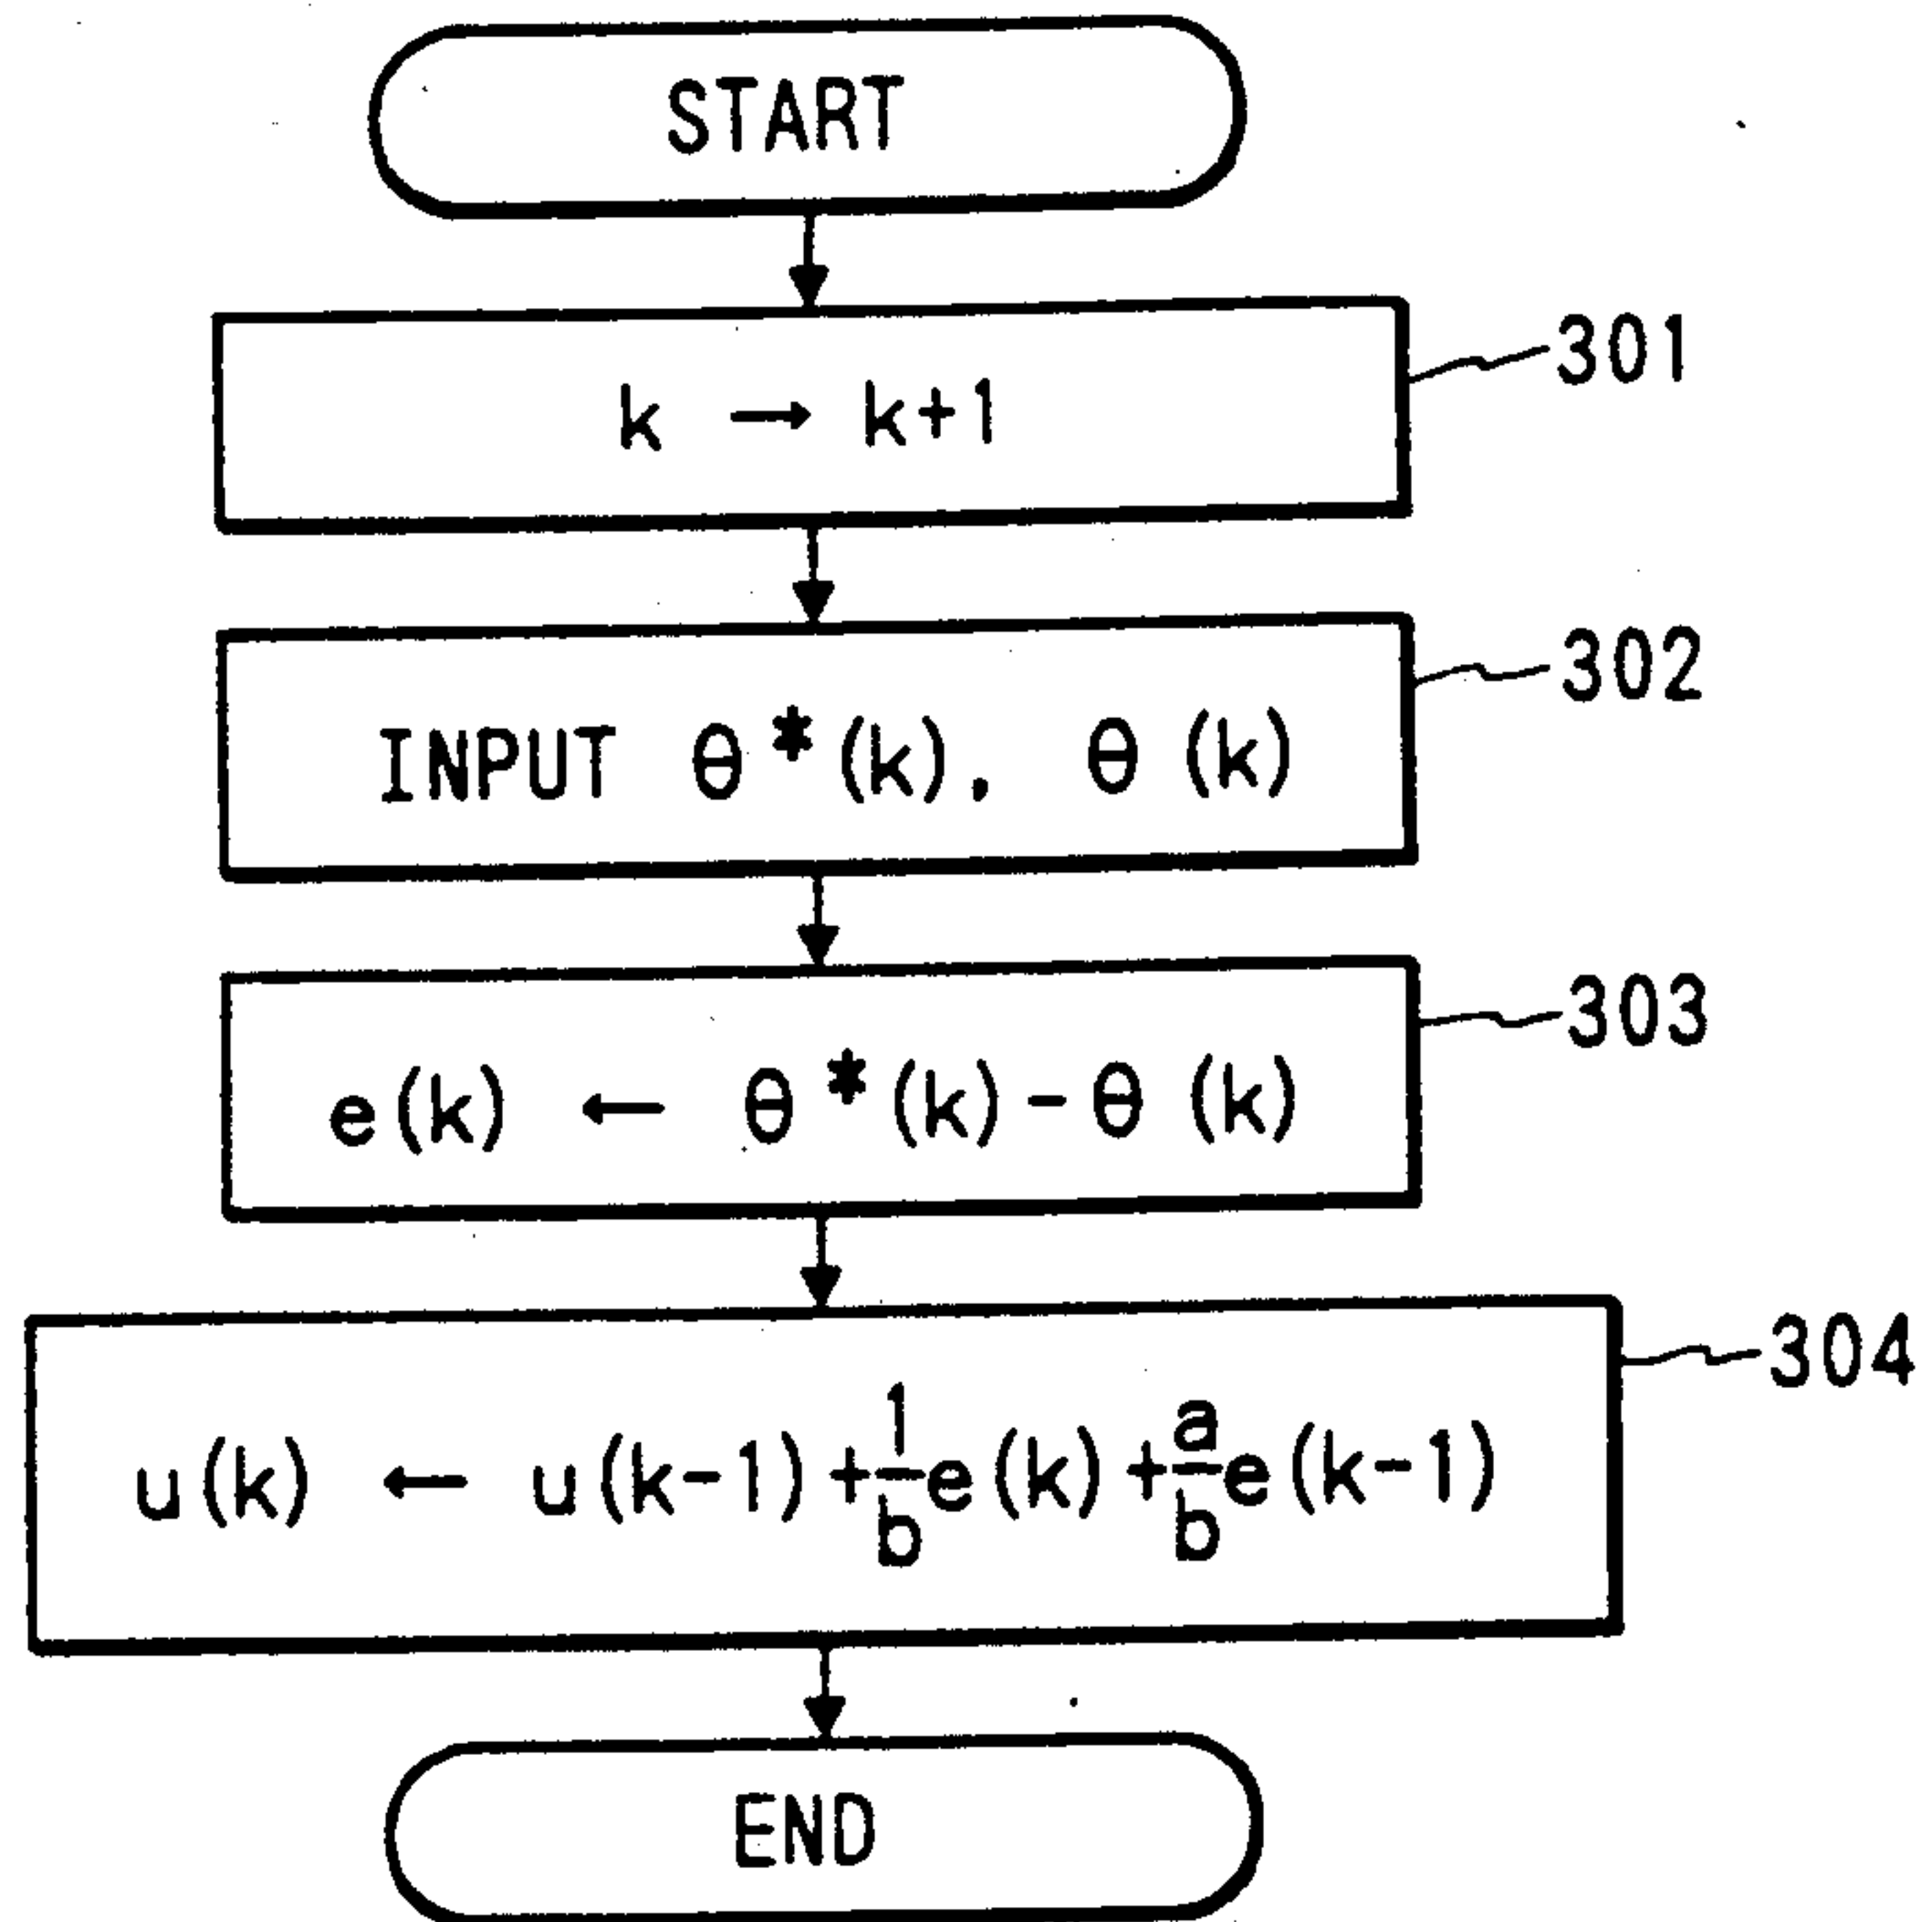 START
k → k+1
301
INPUT θ*(k), θ(k)
302
e(k) ← θ*(k)-θ(k)
303
u(k) ← u(k-1)+1/b e(k)+a/b e(k-1)
304
END